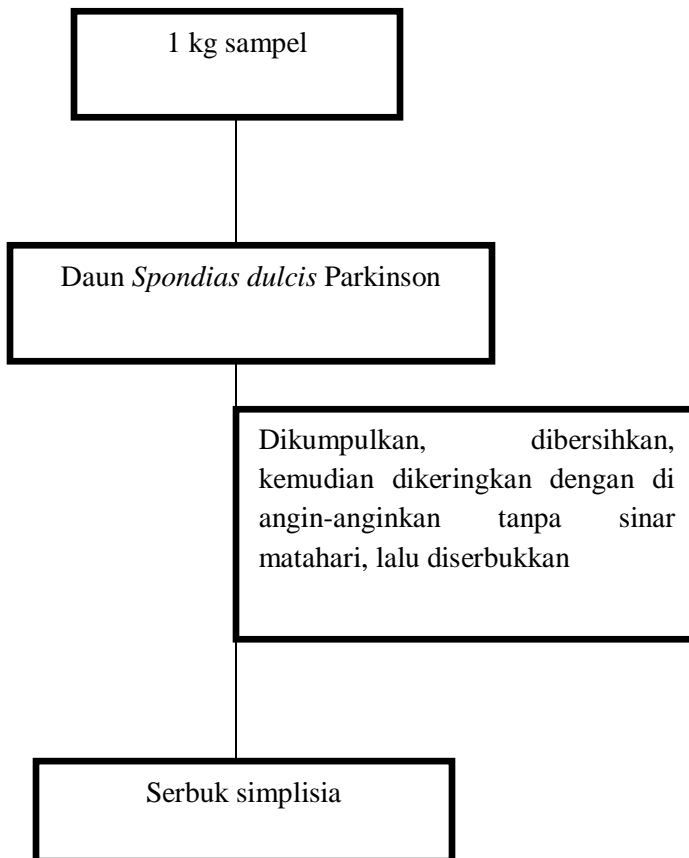 1 kg sampel
Daun Spondias dulcis Parkinson
Dikumpulkan, dibersihkan,
kemudian dikeringkan dengan di
angin-anginkan tanpa sinar
matahari, lalu diserbukkan
Serbuk simplisia